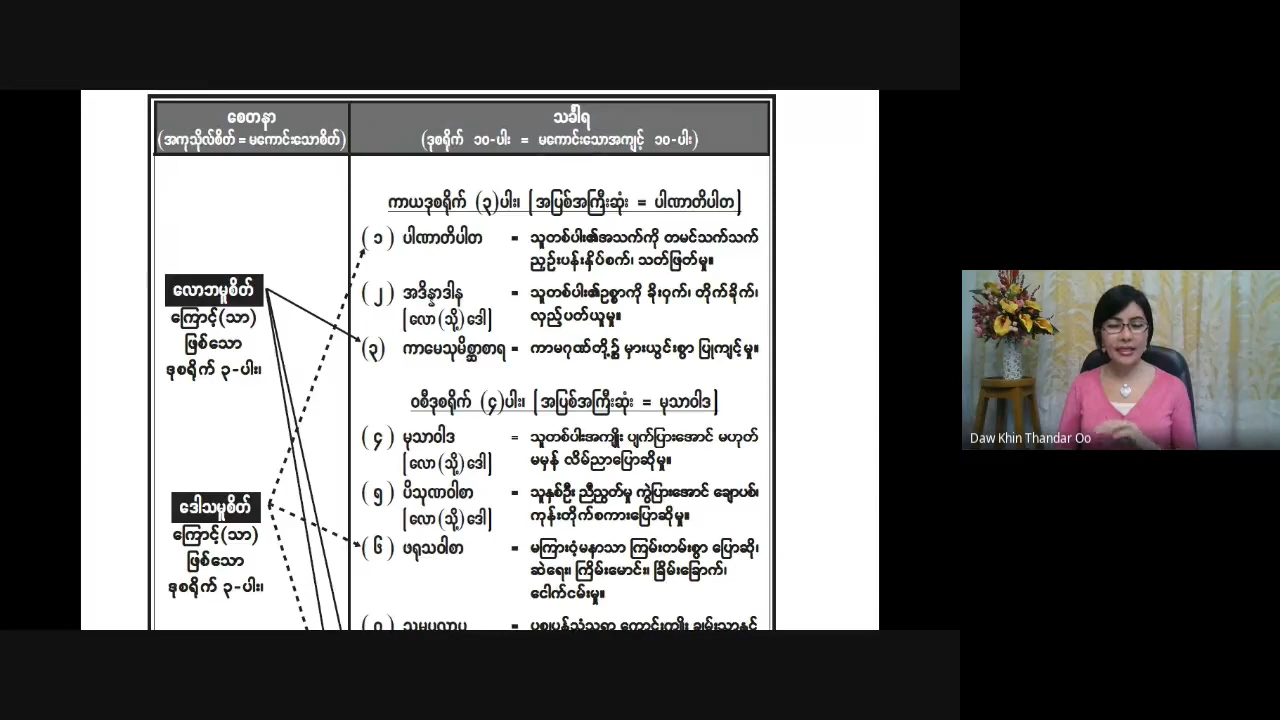 စေတနာ
(အကုသိုလ်စိတ် = မကောင်းသောစိတ်)
သင်္ခါရ
(ဒုစရိုက် ၁၀-ပါး = မကောင်းသောအကျင့် ၁၀-ပါး)
ကာယဒုစရိုက် (၃)ပါး၊ [အပြစ်အကြီးဆုံး = ပါဏာတိပါတ]
(၁) ပါဏာတိပါတ = သူတစ်ပါး၏အသက်ကို တမင်သက်သက်
ညှဉ်းပန်းနှိပ်စက်၊ သတ်ဖြတ်မှု။
(၂) အဒိန္နာဒါန = သူတစ်ပါး၏ဥစ္စာကို ခိုးဝှက်၊ တိုက်ခိုက်၊
[လော(သို့)ဒေါ] လှည့်ပတ်ယူမှု။
(၃) ကာမေသုမိစ္ဆာစာရ = ကာမဂုဏ်တို့၌ မှားယွင်းစွာ ပြုကျင့်မှု။
လောဘမူစိတ်
ကြောင့်(သာ)
ဖြစ်သော
ဒုစရိုက် ၃-ပါး၊
ဝစီဒုစရိုက် (၄)ပါး၊ [အပြစ်အကြီးဆုံး = မုသာဝါဒ]
(၄) မုသာဝါဒ = သူတစ်ပါးအကျိုး ပျက်ပြားအောင် မဟုတ်
[လော(သို့)ဒေါ] မမှန် လိမ်ညာပြောဆိုမှု။
(၅) ပိသုဏဝါစာ = သူနှစ်ဦး ညီညွတ်မှု ကွဲပြားအောင် ချောပစ်၊
[လော(သို့)ဒေါ] ကုန်းတိုက်စကားပြောဆိုမှု။
(၆) ဖရုသဝါစာ = မကြားဝံ့မနာသာ ကြမ်းတမ်းစွာ ပြောဆို၊
ဆဲရေး၊ ကြိမ်းမောင်း၊ ခြိမ်းခြောက်၊
ငေါက်ငမ်းမှု။
ဒေါသမူစိတ်
ကြောင့်(သာ)
ဖြစ်သော
ဒုစရိုက် ၃-ပါး၊
Daw Khin Thandar Oo